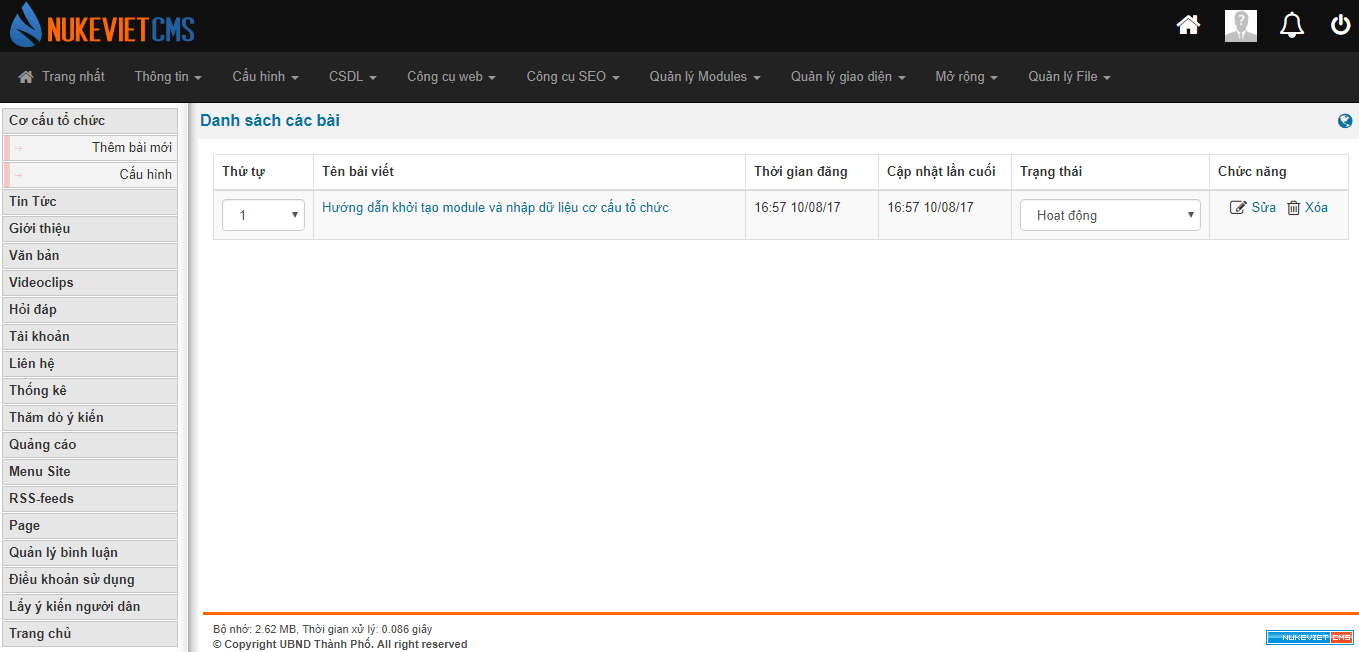 NUKEVIETCMS
Trang nhất Thông tin Cấu hình CSDL Công cụ web Công cụ SEO Quản lý Modules Quản lý giao diện Mở rộng Quản lý File
Cơ cấu tổ chức
Thêm bài mới
Cấu hình
Tin Tức
Giới thiệu
Văn bản
Videoclips
Hỏi đáp
Tài khoản
Liên hệ
Thống kê
Thăm dò ý kiến
Quảng cáo
Menu Site
RSS-feeds
Page
Quản lý bình luận
Điều khoản sử dụng
Lấy ý kiến người dân
Trang chủ
Danh sách các bài
Thứ tự Tên bài viết Thời gian đăng Cập nhật lần cuối Trạng thái Chức năng
1 Hướng dẫn khởi tạo module và nhập dữ liệu cơ cấu tổ chức 16:57 10/08/17 16:57 10/08/17 Hoạt động Sửa Xóa
Bộ nhớ: 2.62 MB, Thời gian xử lý: 0.086 giây
© Copyright UBND Thành Phố. All right reserved
NUKEVIET CMS